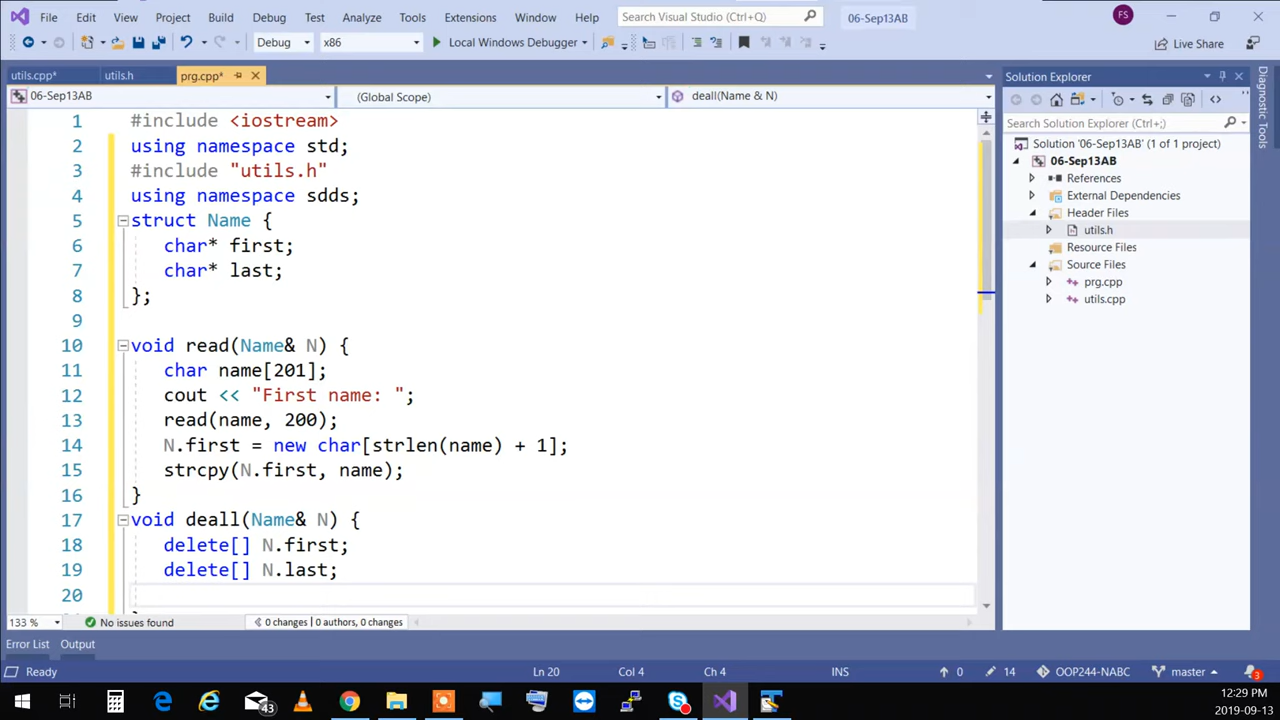 File Edit View Project Build Debug Test Analyze Tools Extensions Window Help Search Visual Studio (Ctrl+Q) 06-Sep13AB FS
Debug x86 Local Windows Debugger Live Share
utils.cpp* utils.h prg.cpp*
06-Sep13AB (Global Scope) deall(Name & N)
1 #include <iostream>
2 using namespace std;
3 #include "utils.h"
4 using namespace sdds;
5 struct Name {
6 char* first;
7 char* last;
8 };
9
10 void read(Name& N) {
11 char name[201];
12 cout << "First name: ";
13 read(name, 200);
14 N.first = new char[strlen(name) + 1];
15 strcpy(N.first, name);
16 }
17 void deall(Name& N) {
18 delete[] N.first;
19 delete[] N.last;
20
133 % No issues found 0 changes | 0 authors, 0 changes
Solution Explorer
Search Solution Explorer (Ctrl+;)
Solution '06-Sep13AB' (1 of 1 project)
06-Sep13AB
References
External Dependencies
Header Files
utils.h
Resource Files
Source Files
prg.cpp
utils.cpp
Diagnostic Tools
Error List Output
Ready Ln 20 Col 4 Ch 4 INS 0 14 OOP244-NABC master 3
43
12:29 PM
2019-09-13